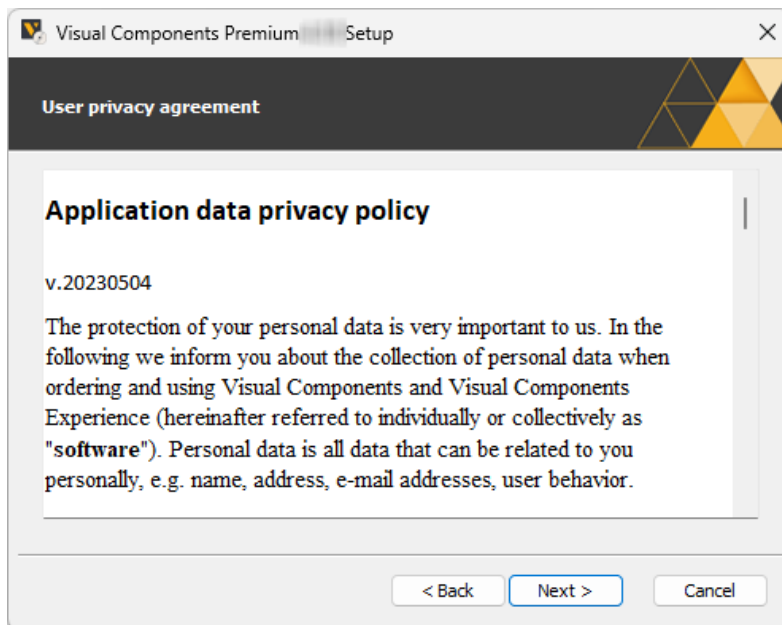 Visual Components Premium Setup
User privacy agreement
Application data privacy policy
v.20230504
The protection of your personal data is very important to us. In the
following we inform you about the collection of personal data when
ordering and using Visual Components and Visual Components
Experience (hereinafter referred to individually or collectively as
"software"). Personal data is all data that can be related to you
personally, e.g. name, address, e-mail addresses, user behavior.
< Back Next > Cancel